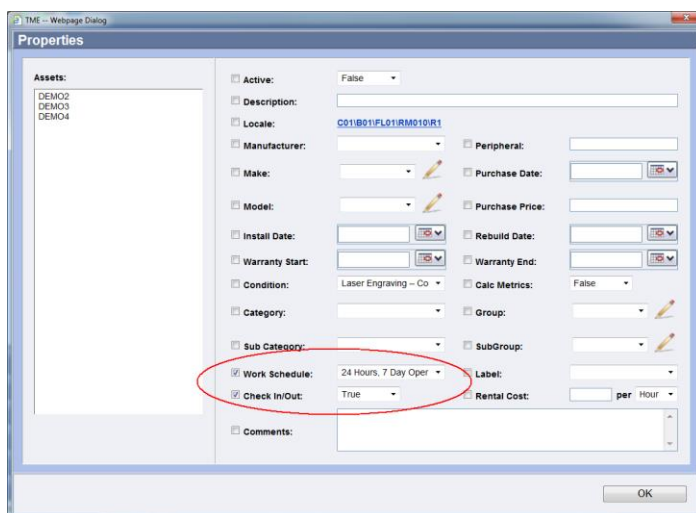 TME -- Webpage Dialog
Properties
Assets:
DEMO2
DEMO3
DEMO4
Active: False
Description:
Locale: C01\B01\FL01\RM010\R1
Manufacturer: Peripheral:
Make: Purchase Date:
Model: Purchase Price:
Install Date: Rebuild Date:
Warranty Start: Warranty End:
Condition: Laser Engraving – Co Calc Metrics: False
Category: Group:
Sub Category: SubGroup:
Work Schedule: 24 Hours, 7 Day Oper Label:
Check In/Out: True Rental Cost: per Hour
Comments:
OK